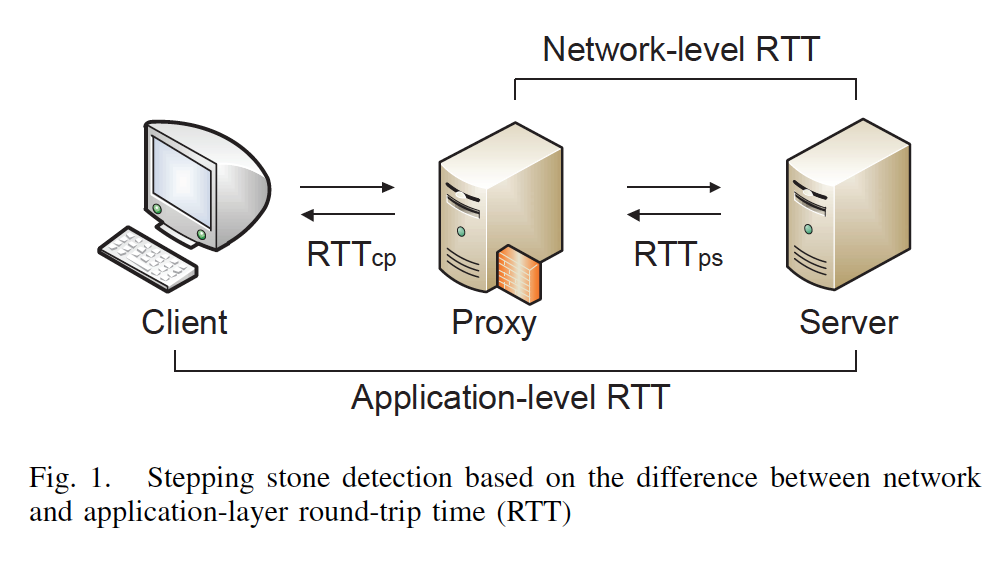 Network-level RTT
RTTcp
RTTps
Client
Proxy
Server
Application-level RTT
Fig. 1. Stepping stone detection based on the difference between network
and application-layer round-trip time (RTT)